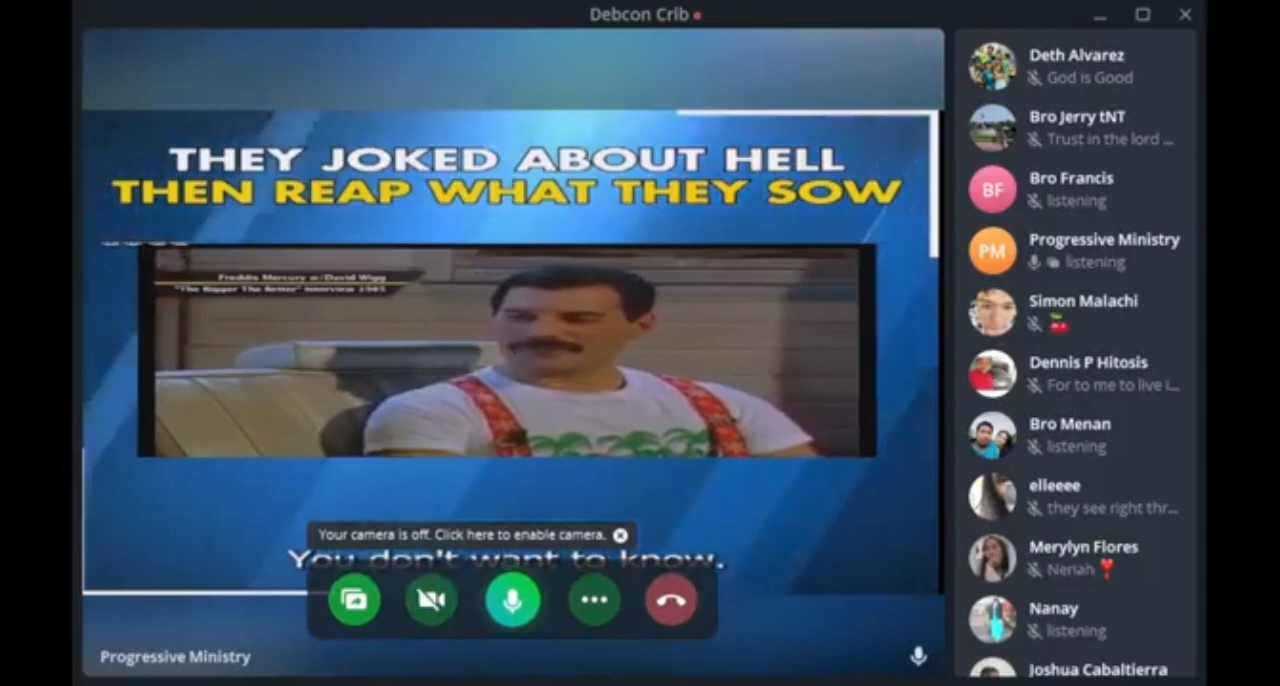 Debcon Crib
THEY JOKED ABOUT HELL
THEN REAP WHAT THEY SOW
Freddie Mercury w/David Wigg
"The Bigger The Better" Interview 1985
Your camera is off. Click here to enable camera.
You don't want to know.
Progressive Ministry
Deth Alvarez
God is Good
Bro Jerry tNT
Trust in the lord ...
BF
Bro Francis
listening
PM
Progressive Ministry
listening
Simon Malachi
Dennis P Hitosis
For to me to live i...
Bro Menan
listening
elleeee
they see right thr...
Merylyn Flores
Neriah
Nanay
listening
Joshua Cabaltierra